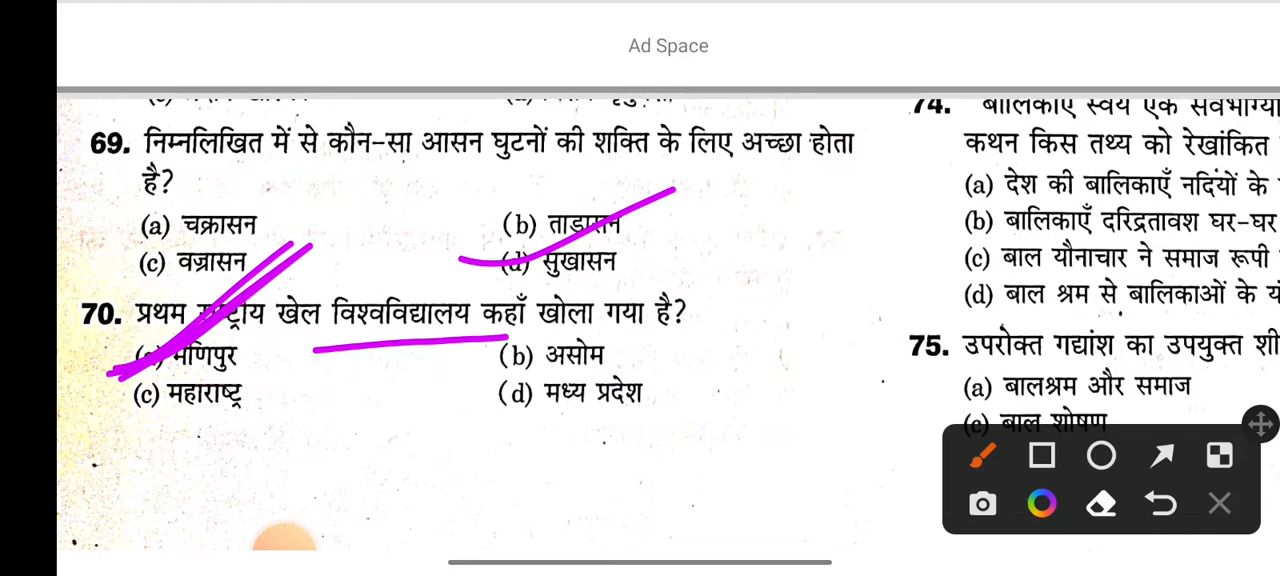 Ad Space
69. निम्नलिखित में से कौन-सा आसन घुटनों की शक्ति के लिए अच्छा होता
है?
(a) चक्रासन (b) ताड़ासन
(c) वज्रासन (d) सुखासन
70. प्रथम राष्ट्रीय खेल विश्वविद्यालय कहाँ खोला गया है?
(a) मणिपुर (b) असोम
(c) महाराष्ट्र (d) मध्य प्रदेश
74. बालिकाएँ स्वयं एक
कथन किस तथ्य को रेखांकित
(a) देश की बालिकाएँ नदियों के
(b) बालिकाएँ दरिद्रतावश घर-घर
(c) बाल यौनाचार ने समाज रूपी
(d) बाल श्रम से बालिकाओं के
75. उपरोक्त गद्यांश का उपयुक्त
(a) बालश्रम और समाज
(c) बाल शोषण